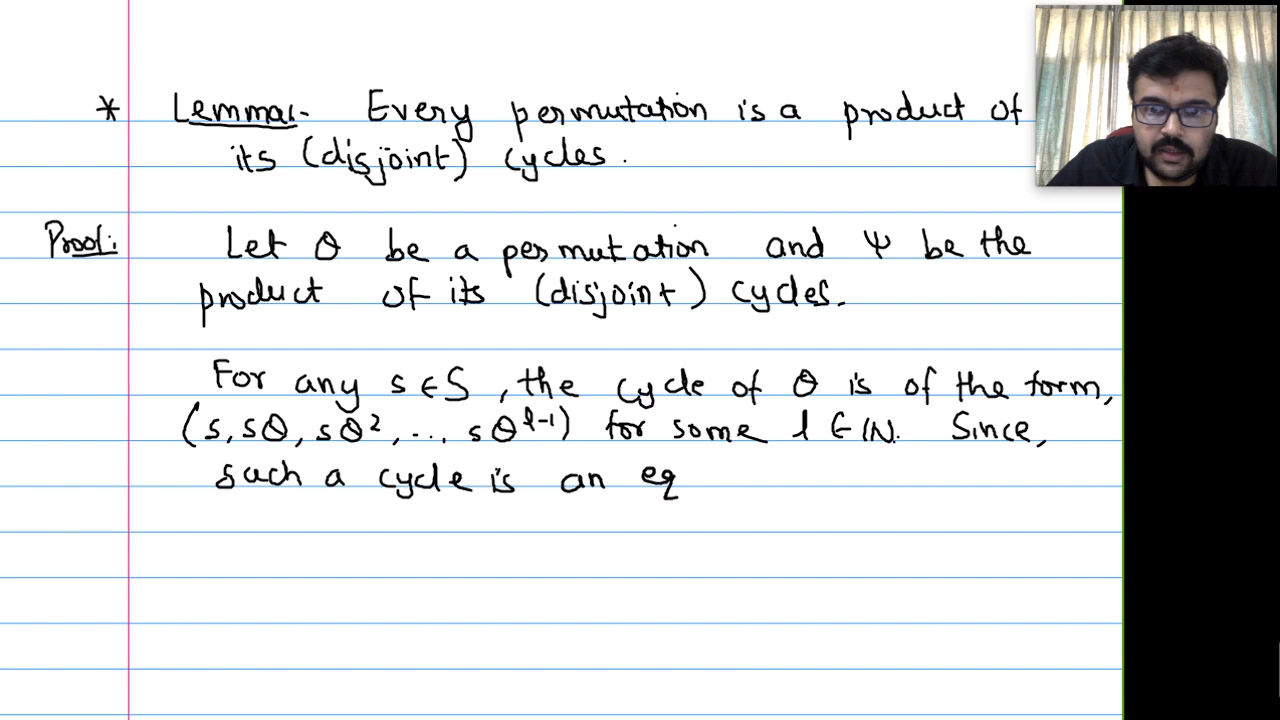 * Lemma:- Every permutation is a product of
its (disjoint) cycles.
Proof: Let θ be a permutation and ψ be the
product of its (disjoint) cycles.
For any s ∈ S, the cycle of θ is of the form,
(s, sθ, sθ², ..., sθ^{l-1}) for some l ∈ ℕ. Since,
such a cycle is an eq